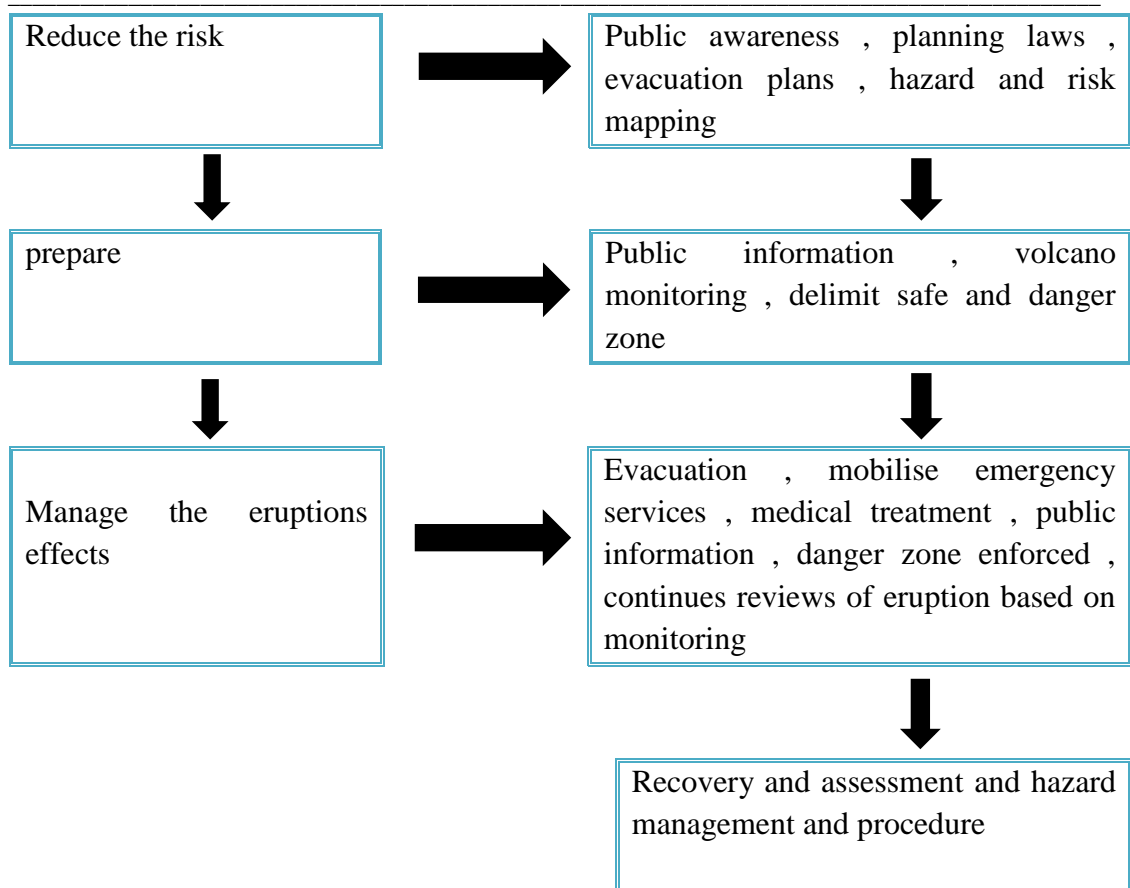 Reduce the risk
Public awareness , planning laws ,
evacuation plans , hazard and risk
mapping
prepare
Public information , volcano
monitoring , delimit safe and danger
zone
Manage the eruptions
effects
Evacuation , mobilise emergency
services , medical treatment , public
information , danger zone enforced ,
continues reviews of eruption based on
monitoring
Recovery and assessment and hazard
management and procedure